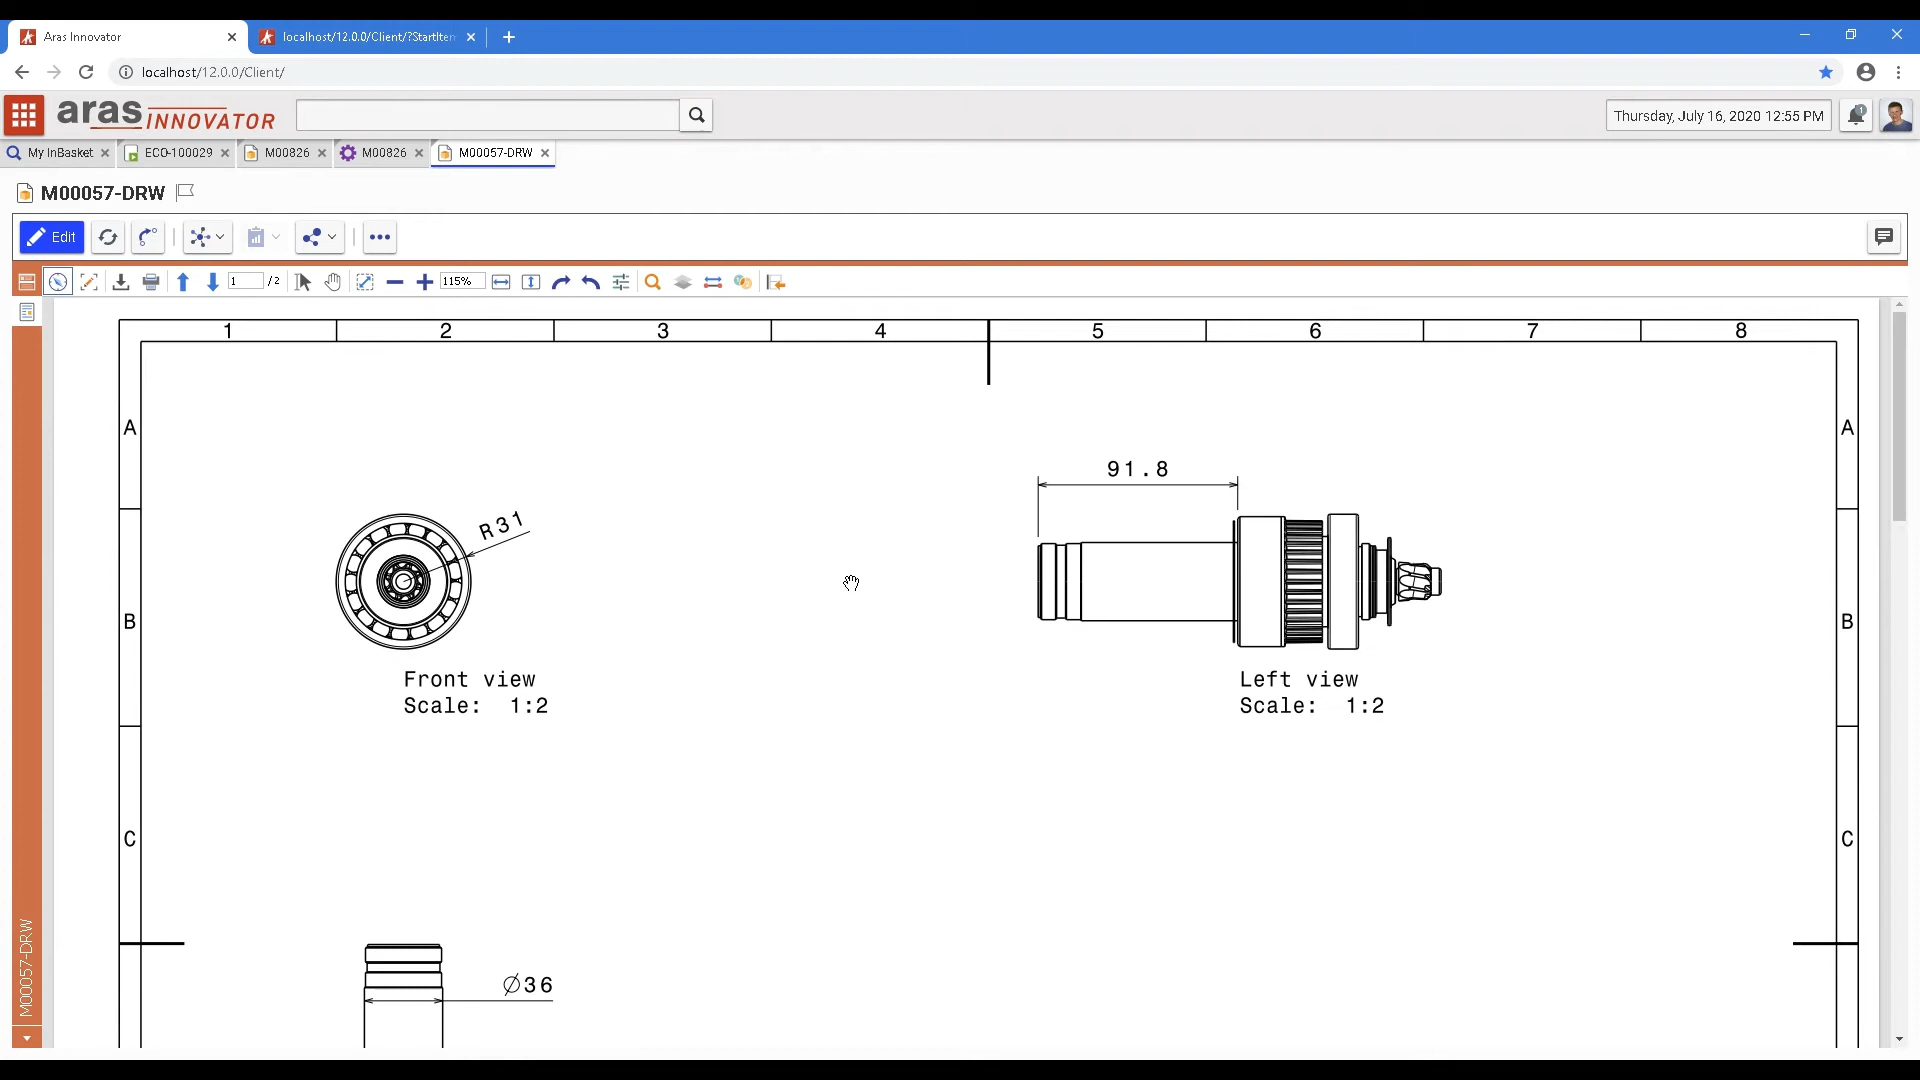 Aras Innovator
localhost/12.0.0/Client/?StartItem
localhost/12.0.0/Client/
aras INNOVATOR
Thursday, July 16, 2020 12:55 PM
My InBasket
ECO-100029
M00826
M00826
M00057-DRW
M00057-DRW
Edit
1 /2
115%
1 2 3 4 5 6 7 8
A A
91.8
R31
B B
Front view
Scale: 1:2
Left view
Scale: 1:2
C C
M00057-DRW
Ø36